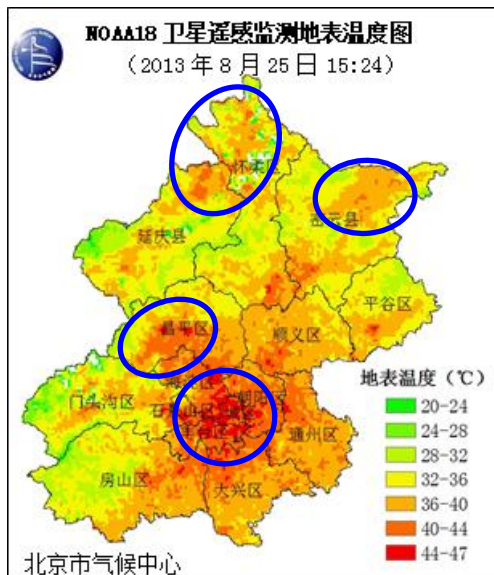 NOAA18 卫星遥感监测地表温度图
(2013 年 8 月 25 日 15:24)
怀柔区
密云县
延庆县
平谷区
昌平区
顺义区
海淀区
朝阳区
门头沟区
石景山区
城区
丰台区
通州区
房山区
大兴区
地表温度 (℃)
20-24
24-28
28-32
32-36
36-40
40-44
44-47
北京市气候中心